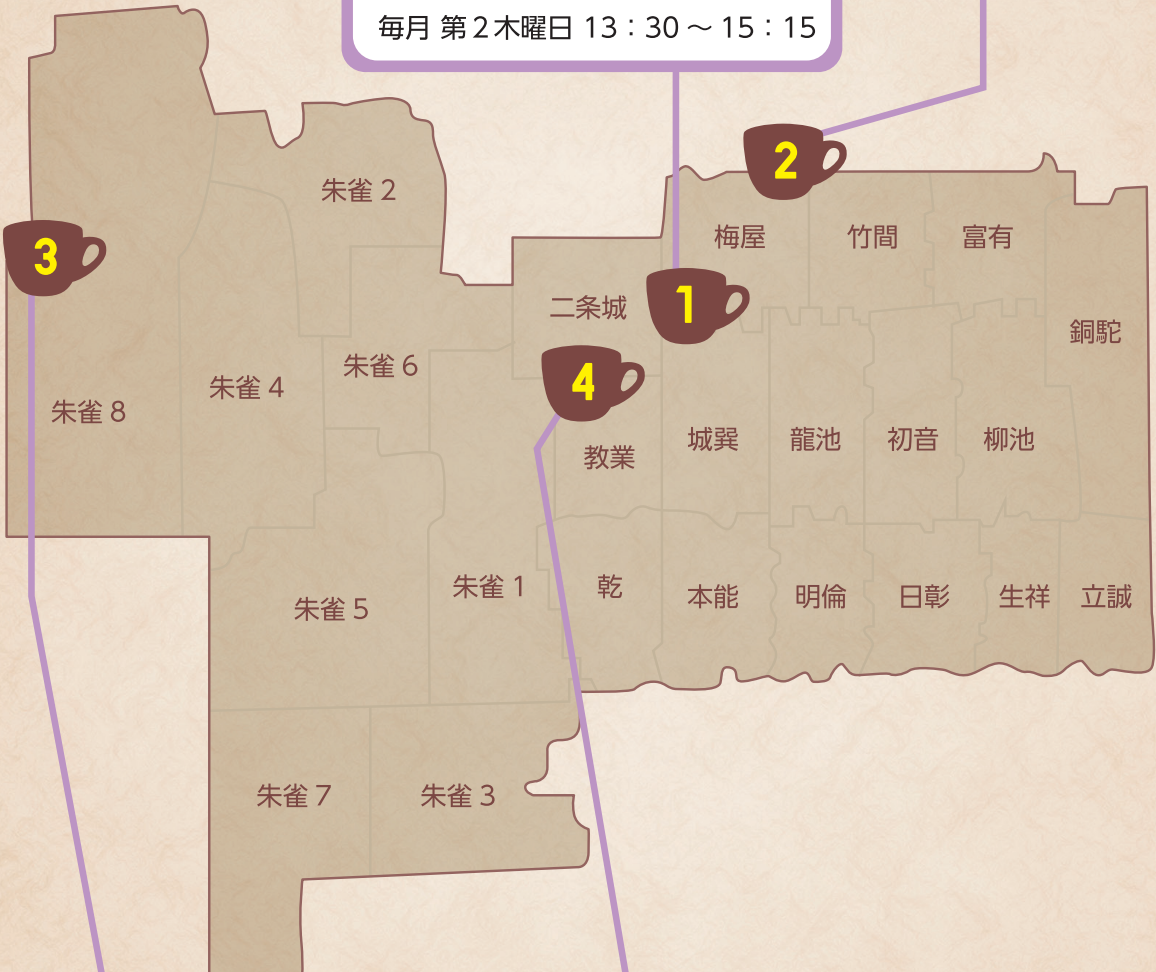 毎月 第２木曜日 13：30 ～ 15：15
2
朱雀 2
梅屋
竹間
富有
3
二条城
1
銅駝
朱雀 6
4
朱雀 4
朱雀 8
教業
城巽
龍池
初音
柳池
朱雀 5
朱雀 1
乾
本能
明倫
日彰
生祥
立誠
朱雀 7
朱雀 3